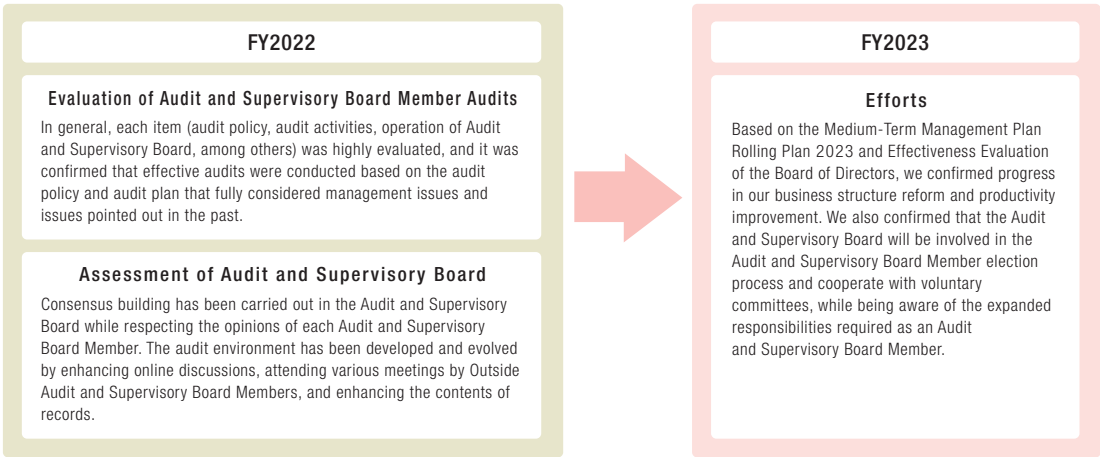 FY2022
Evaluation of Audit and Supervisory Board Member Audits
In general, each item (audit policy, audit activities, operation of Audit
and Supervisory Board, among others) was highly evaluated, and it was
confirmed that effective audits were conducted based on the audit
policy and audit plan that fully considered management issues and
issues pointed out in the past.
Assessment of Audit and Supervisory Board
Consensus building has been carried out in the Audit and Supervisory
Board while respecting the opinions of each Audit and Supervisory
Board Member. The audit environment has been developed and evolved
by enhancing online discussions, attending various meetings by Outside
Audit and Supervisory Board Members, and enhancing the contents of
records.
FY2023
Efforts
Based on the Medium-Term Management Plan
Rolling Plan 2023 and Effectiveness Evaluation
of the Board of Directors, we confirmed progress
in our business structure reform and productivity
improvement. We also confirmed that the Audit
and Supervisory Board will be involved in the
Audit and Supervisory Board Member election
process and cooperate with voluntary
committees, while being aware of the expanded
responsibilities required as an Audit
and Supervisory Board Member.